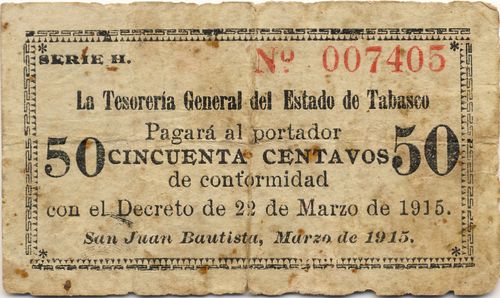 SERIE H. Nº 007405
La Tesorería General del Estado de Tabasco
Pagará al portador
50 CINCUENTA CENTAVOS 50
de conformidad
con el Decreto de 22 de Marzo de 1915.
San Juan Bautista, Marzo de 1915.